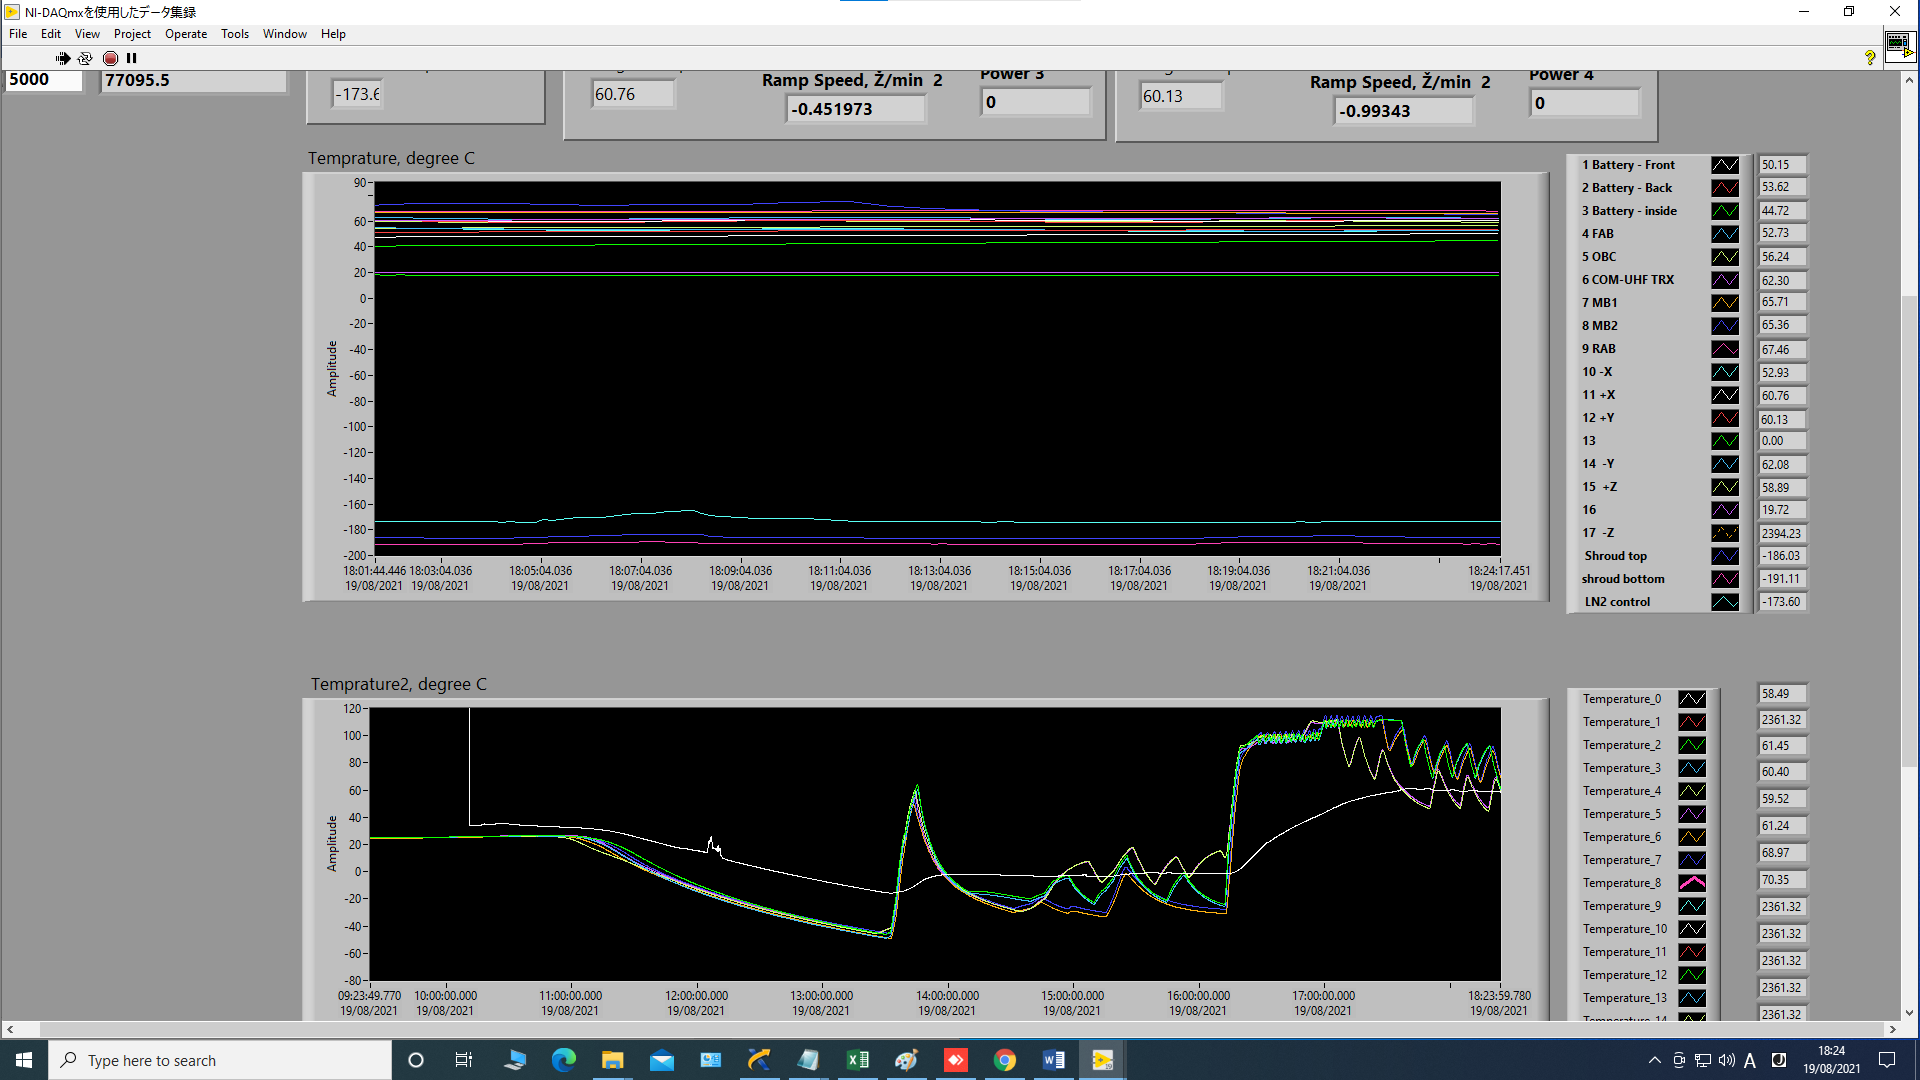 NI-DAQmxを使用したデータ集録
File Edit View Project Operate Tools Window Help
5000 77095.5
-173.6
60.76
Ramp Speed, Ž/min 2
-0.451973
Power 3
0
60.13
Ramp Speed, Ž/min 2
-0.99343
Power 4
0
Temprature, degree C
Amplitude
90
60
40
20
0
-20
-40
-60
-80
-100
-120
-140
-160
-180
-200
18:01:44.446 18:03:04.036 18:05:04.036 18:07:04.036 18:09:04.036 18:11:04.036 18:13:04.036 18:15:04.036 18:17:04.036 18:19:04.036 18:21:04.036 18:24:17.451
19/08/2021 19/08/2021 19/08/2021 19/08/2021 19/08/2021 19/08/2021 19/08/2021 19/08/2021 19/08/2021 19/08/2021 19/08/2021 19/08/2021
1 Battery - Front 50.15
2 Battery - Back 53.62
3 Battery - inside 44.72
4 FAB 52.73
5 OBC 56.24
6 COM-UHF TRX 62.30
7 MB1 65.71
8 MB2 65.36
9 RAB 67.46
10 -X 52.93
11 +X 60.76
12 +Y 60.13
13 0.00
14 -Y 62.08
15 +Z 58.89
16 19.72
17 -Z 2394.23
Shroud top -186.03
shroud bottom -191.11
LN2 control -173.60
Temprature2, degree C
Amplitude
120
100
80
60
40
20
0
-20
-40
-60
-80
09:23:49.770 10:00:00.000 11:00:00.000 12:00:00.000 13:00:00.000 14:00:00.000 15:00:00.000 16:00:00.000 17:00:00.000 18:23:59.780
19/08/2021 19/08/2021 19/08/2021 19/08/2021 19/08/2021 19/08/2021 19/08/2021 19/08/2021 19/08/2021 19/08/2021
Temperature_0 58.49
Temperature_1 2361.32
Temperature_2 61.45
Temperature_3 60.40
Temperature_4 59.52
Temperature_5 61.24
Temperature_6 68.97
Temperature_7 70.35
Temperature_8 2361.32
Temperature_9 2361.32
Temperature_10 2361.32
Temperature_11 2361.32
Temperature_12 2361.32
Temperature_13
Temperature_14
Type here to search
A
18:24
19/08/2021